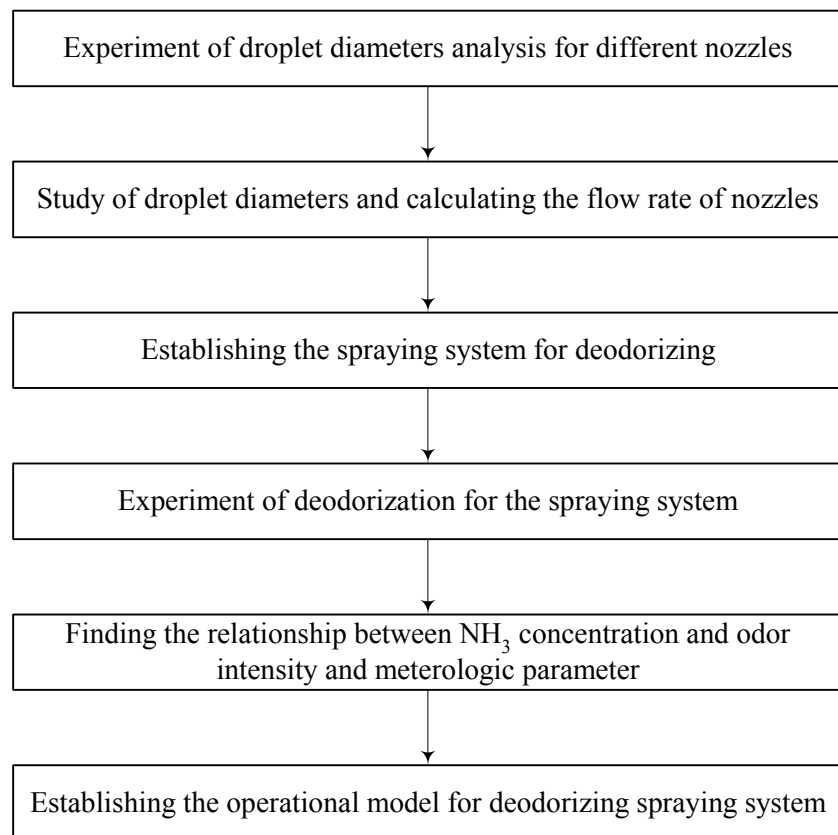 Experiment of droplet diameters analysis for different nozzles
Study of droplet diameters and calculating the flow rate of nozzles
Establishing the spraying system for deodorizing
Experiment of deodorization for the spraying system
Finding the relationship between NH₃ concentration and odor
intensity and meterologic parameter
Establishing the operational model for deodorizing spraying system